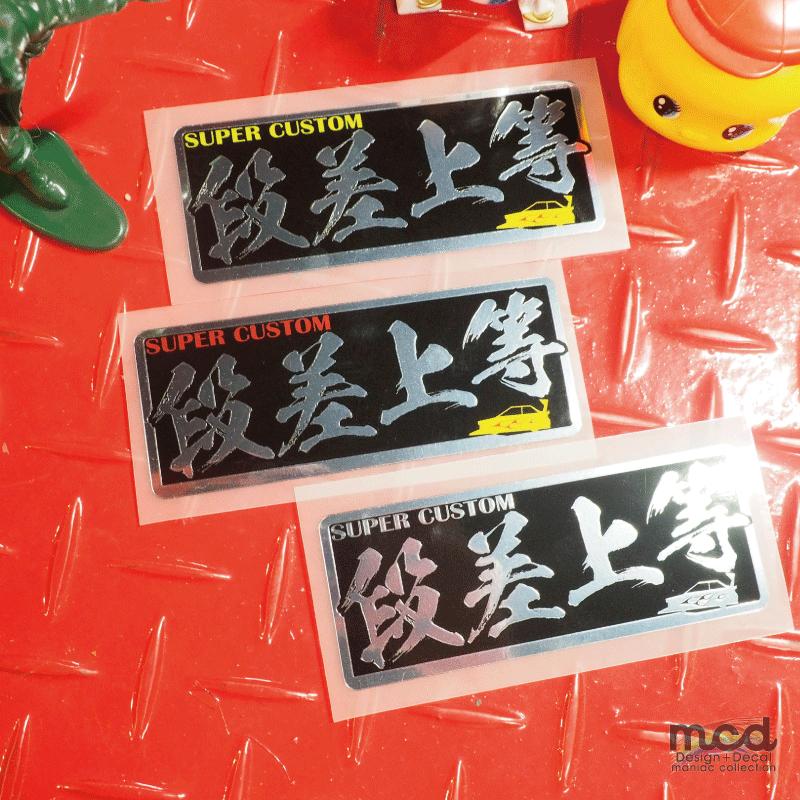 SUPER CUSTOM
段差上等
SUPER CUSTOM
段差上等
SUPER CUSTOM
段差上等
mcd
Design+Decal
maniac collection